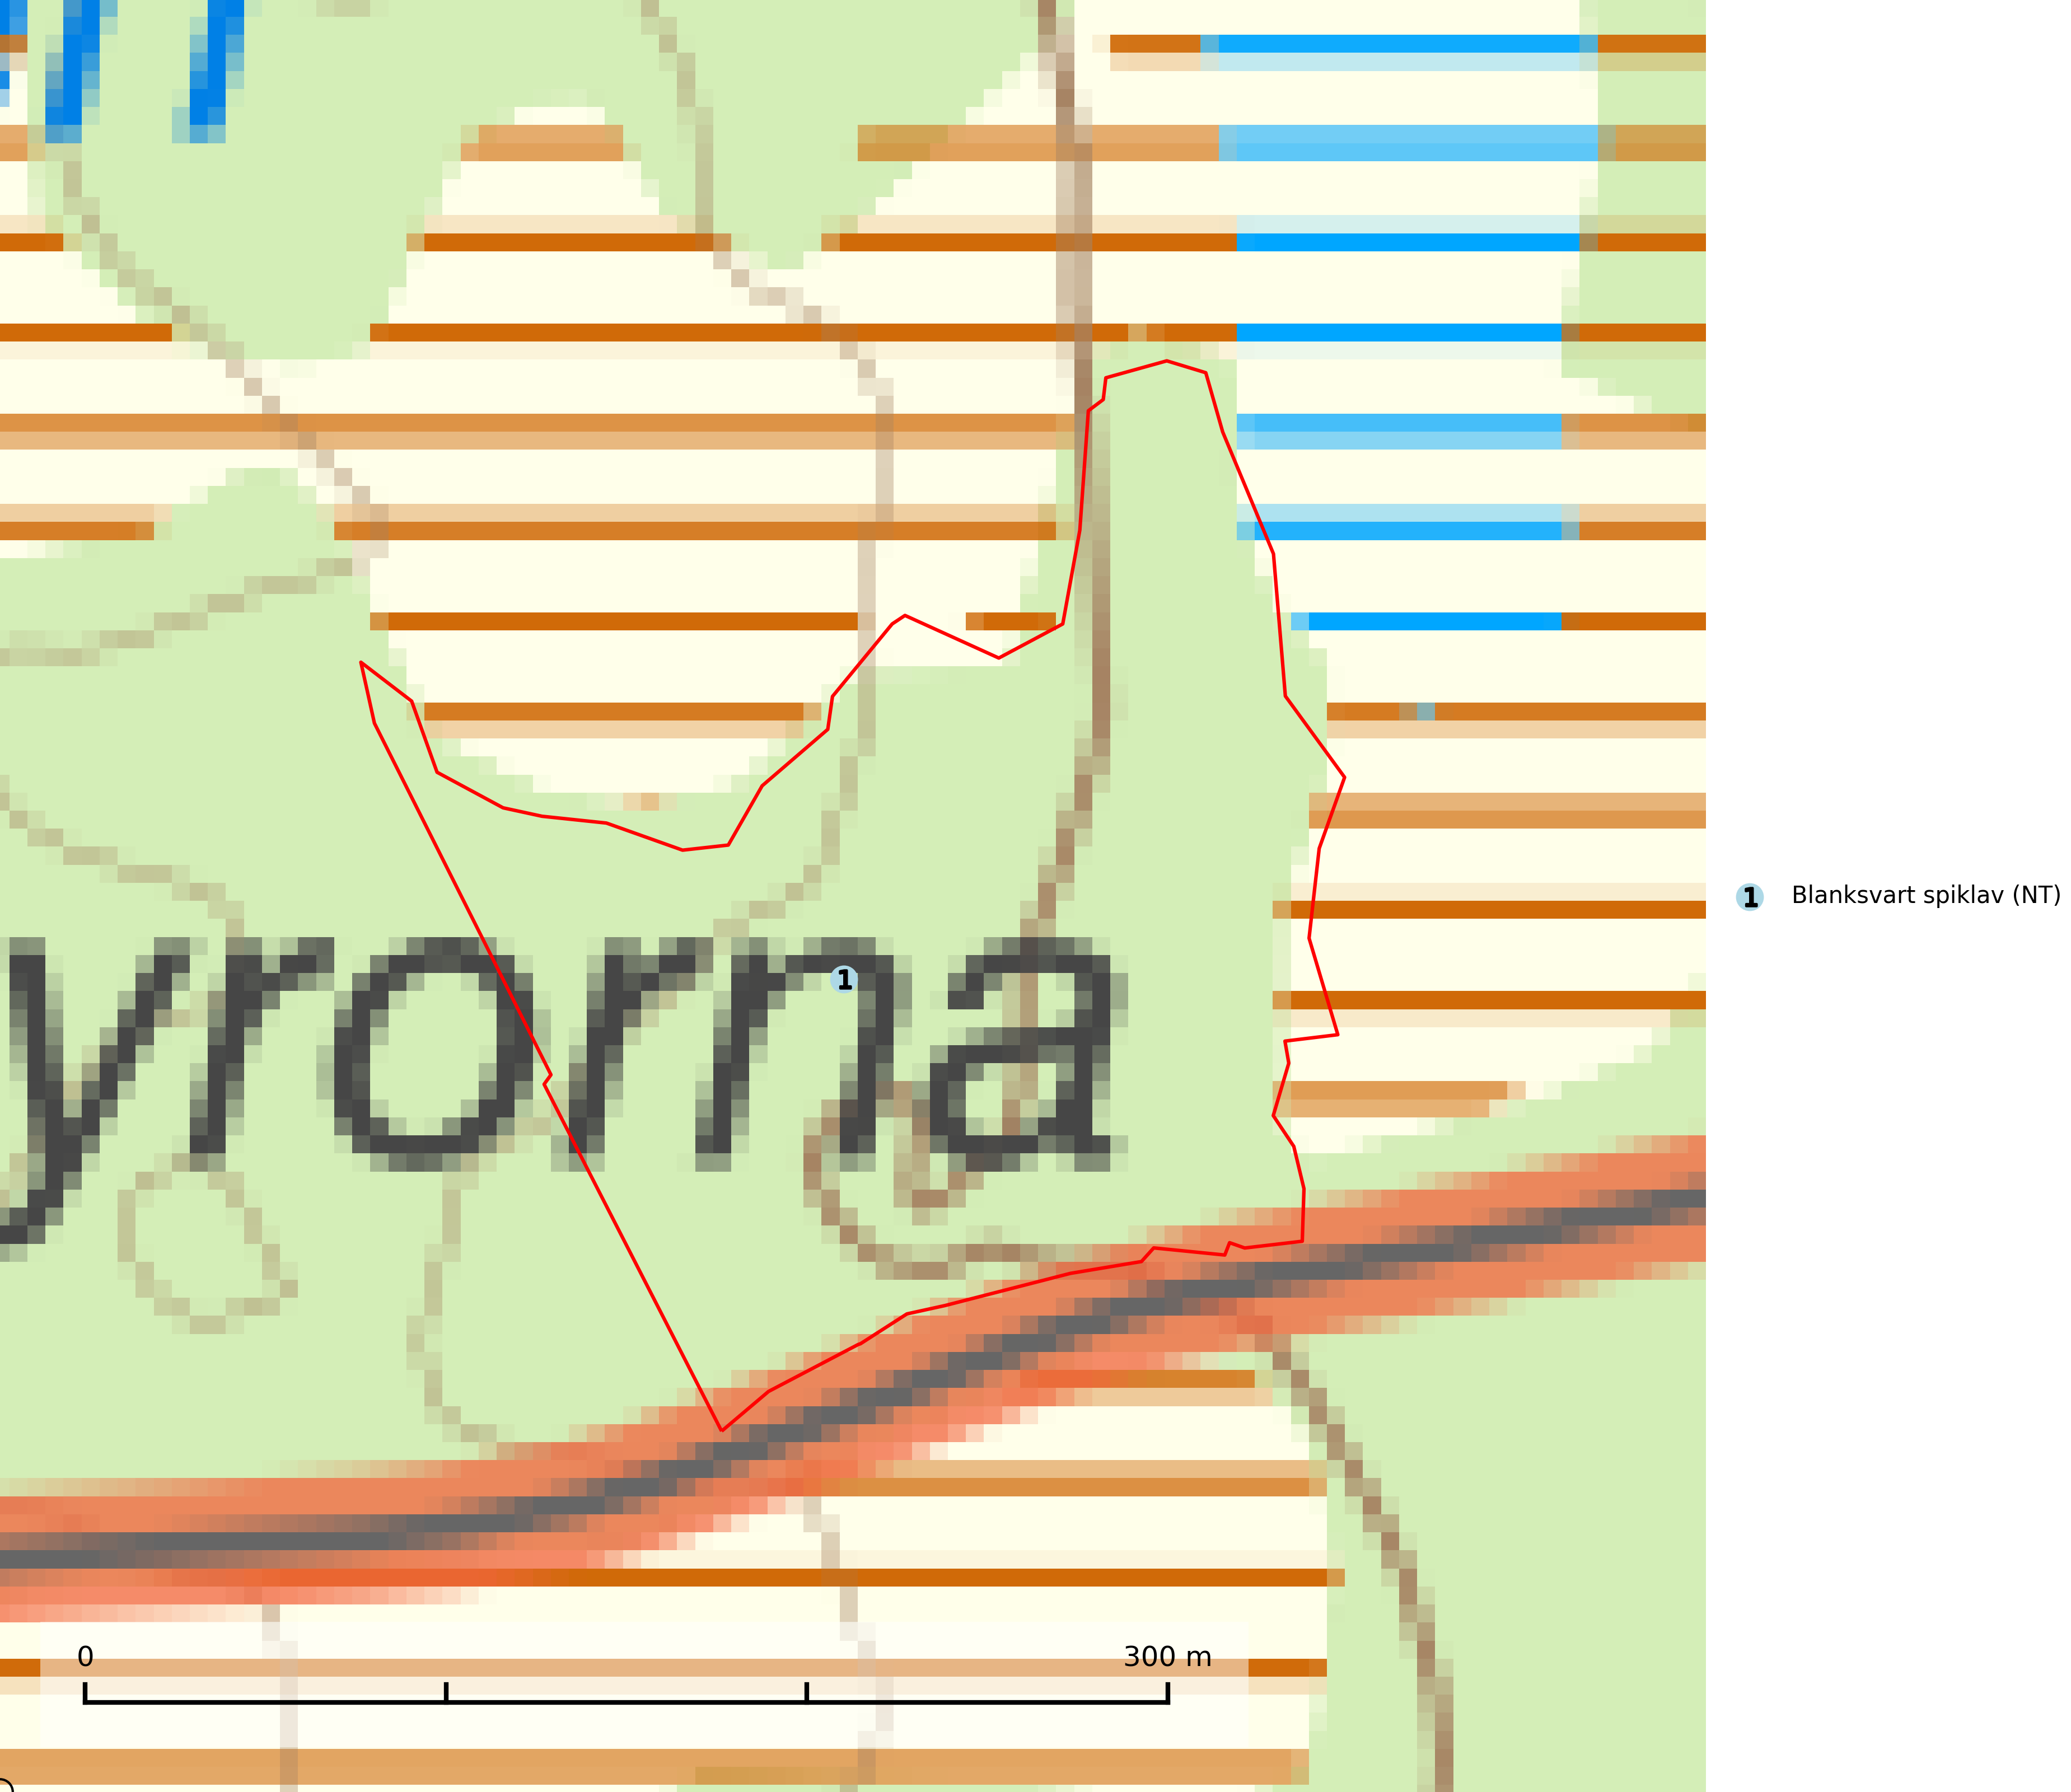 yrorna
1
1 Blanksvart spiklav (NT)
0 300 m